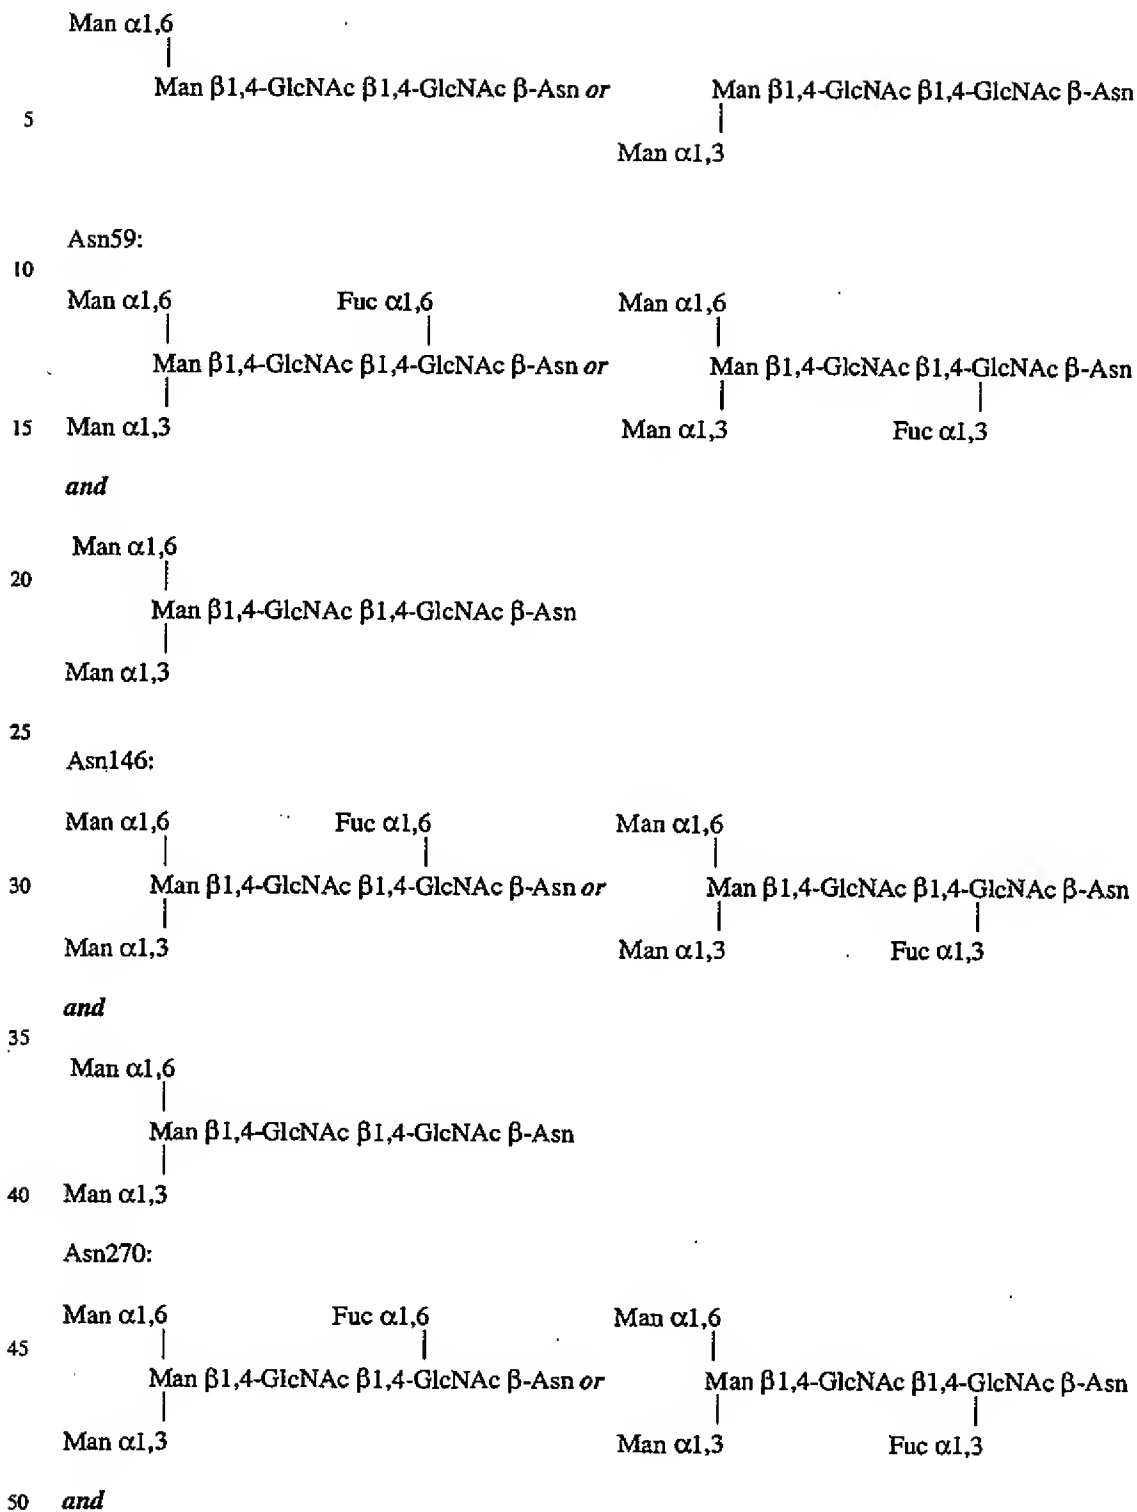 Man α1,6
Man β1,4-GlcNAc β1,4-GlcNAc β-Asn or Man β1,4-GlcNAc β1,4-GlcNAc β-Asn
5
Man α1,3
Asn59:
10
Man α1,6 Fuc α1,6 Man α1,6
Man β1,4-GlcNAc β1,4-GlcNAc β-Asn or Man β1,4-GlcNAc β1,4-GlcNAc β-Asn
15 Man α1,3 Man α1,3 Fuc α1,3
and
Man α1,6
20
Man β1,4-GlcNAc β1,4-GlcNAc β-Asn
Man α1,3
25
Asn146:
Man α1,6 Fuc α1,6 Man α1,6
30 Man β1,4-GlcNAc β1,4-GlcNAc β-Asn or Man β1,4-GlcNAc β1,4-GlcNAc β-Asn
Man α1,3 Man α1,3 Fuc α1,3
and
35
Man α1,6
Man β1,4-GlcNAc β1,4-GlcNAc β-Asn
40 Man α1,3
Asn270:
Man α1,6 Fuc α1,6 Man α1,6
45
Man β1,4-GlcNAc β1,4-GlcNAc β-Asn or Man β1,4-GlcNAc β1,4-GlcNAc β-Asn
Man α1,3 Man α1,3 Fuc α1,3
50 and